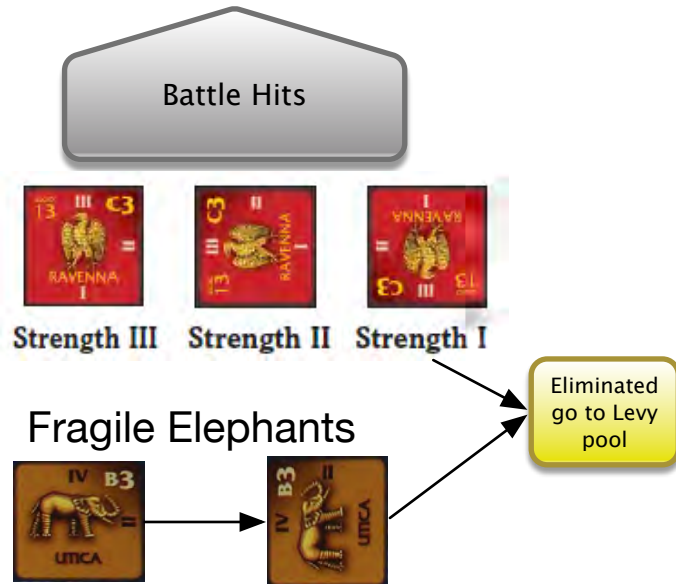 Battle Hits
13 III C3
II
RAVENNA
I
C3 II
III I
13 RAVENNA
I
RAVENNA
II
C3 III 13
Strength III Strength II Strength I
Eliminated
go to Levy
pool
Fragile Elephants
IV B3
II
UTICA
B3 II
IV
UTICA